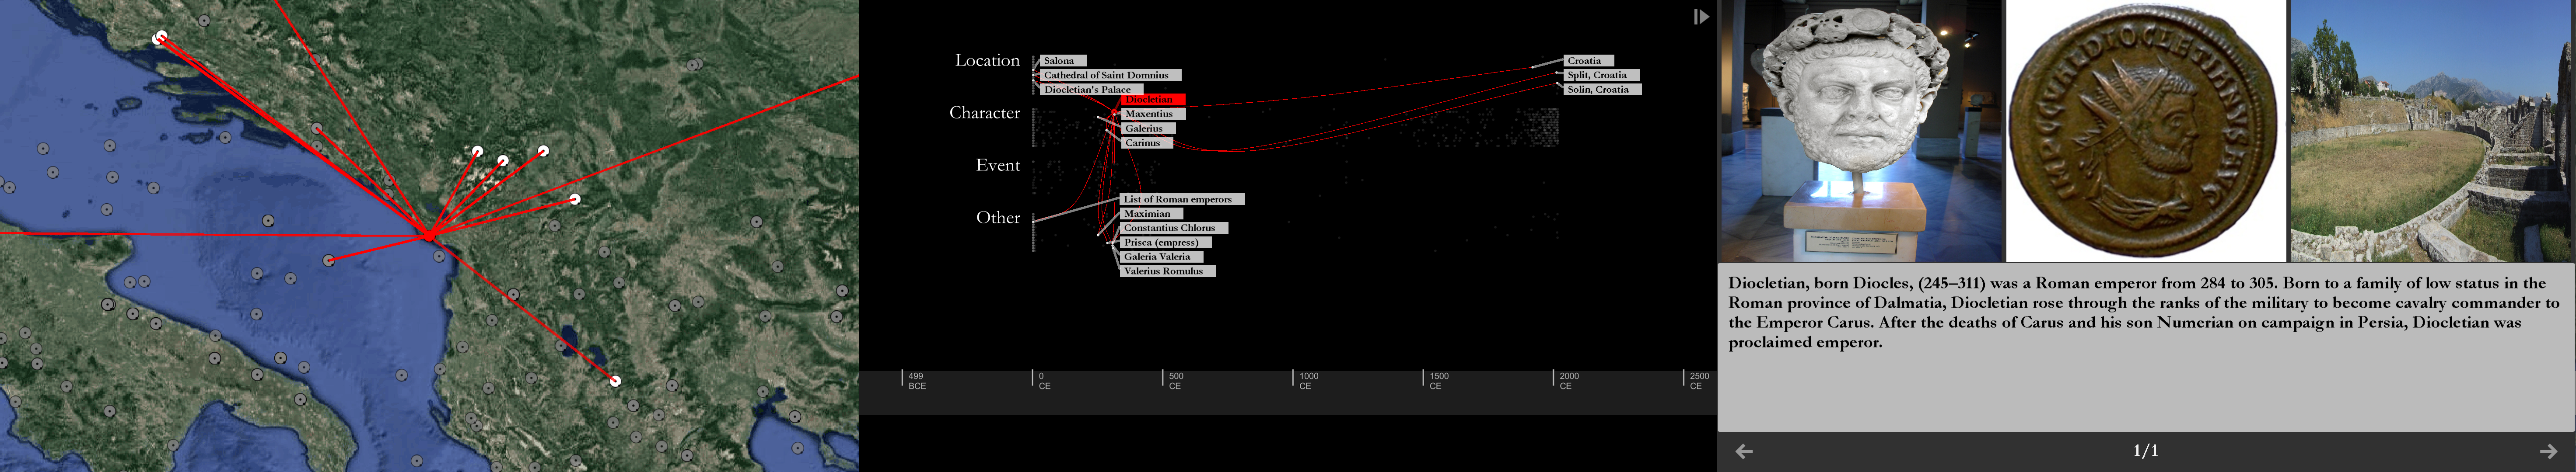 Location
Salona
Cathedral of Saint Domnius
Diocletian's Palace
Croatia
Split, Croatia
Solin, Croatia
Character
Diocletian
Maxentius
Galerius
Carinus
Event
Other
List of Roman emperors
Maximian
Constantius Chlorus
Prisca (empress)
Galeria Valeria
Valerius Romulus
499 BCE
0 CE
500 CE
1000 CE
1500 CE
2000 CE
2500 CE
Diocletian, born Diocles, (245–311) was a Roman emperor from 284 to 305. Born to a family of low status in the
Roman province of Dalmatia, Diocletian rose through the ranks of the military to become cavalry commander to
the Emperor Carus. After the deaths of Carus and his son Numerian on campaign in Persia, Diocletian was
proclaimed emperor.
1/1